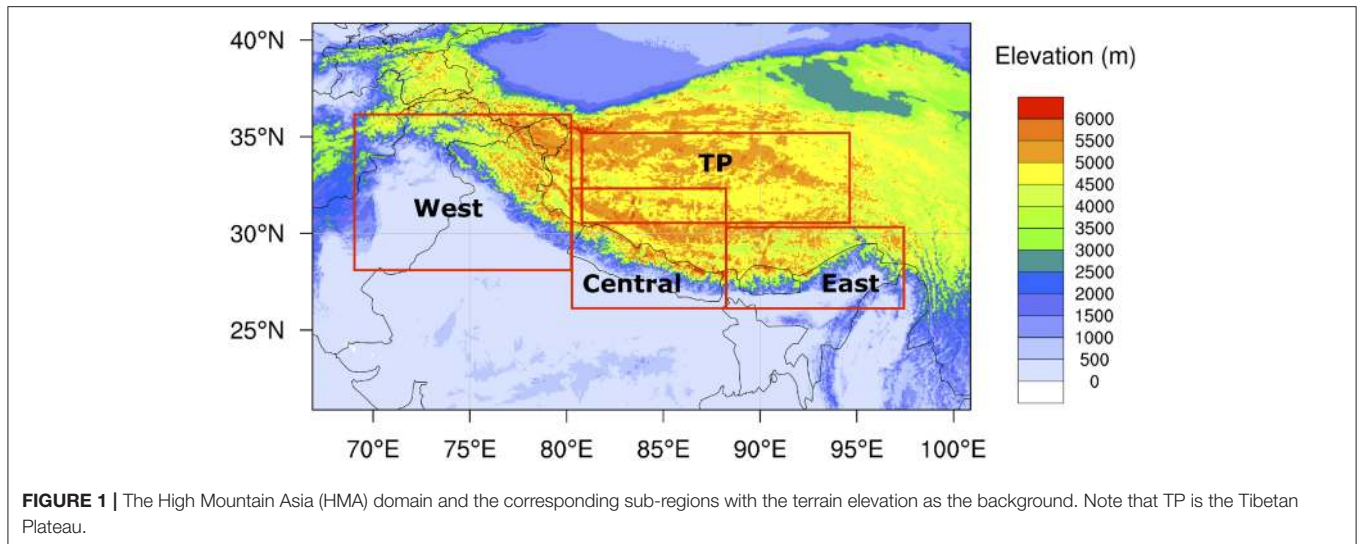 40°N
35°N
30°N
25°N
70°E 75°E 80°E 85°E 90°E 95°E 100°E
TP
West
Central
East
Elevation (m)
6000
5500
5000
4500
4000
3500
3000
2500
2000
1500
1000
500
0
FIGURE 1 | The High Mountain Asia (HMA) domain and the corresponding sub-regions with the terrain elevation as the background. Note that TP is the Tibetan
Plateau.